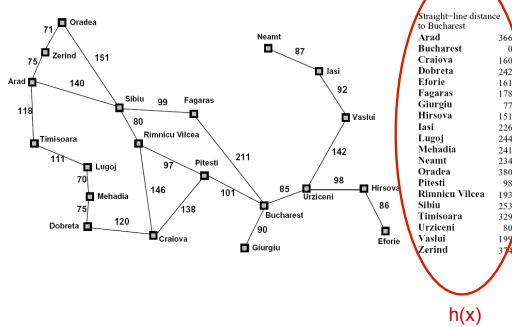 Oradea
71
Zerind
75
151
Arad
140
118
Sibiu
99
Fagaras
80
Rimnicu Vilcea
Timisoara
111
Lugoj
97
Pitesti
211
70
Mehadia
146
101
138
75
Dobreta
120
Craiova
Bucharest
90
Giurgiu
Neamt
87
Iasi
92
Vaslui
142
85
98
Hirsova
Urziceni
86
Eforie
Straight−line distance
to Bucharest
Arad 366
Bucharest 0
Craiova 160
Dobreta 242
Eforie 161
Fagaras 178
Giurgiu 77
Hirsova 151
Iasi 226
Lugoj 244
Mehadia 241
Neamt 234
Oradea 380
Pitesti 98
Rimnicu Vilcea 193
Sibiu 253
Timisoara 329
Urziceni 80
Vaslui 199
Zerind 374
h(x)